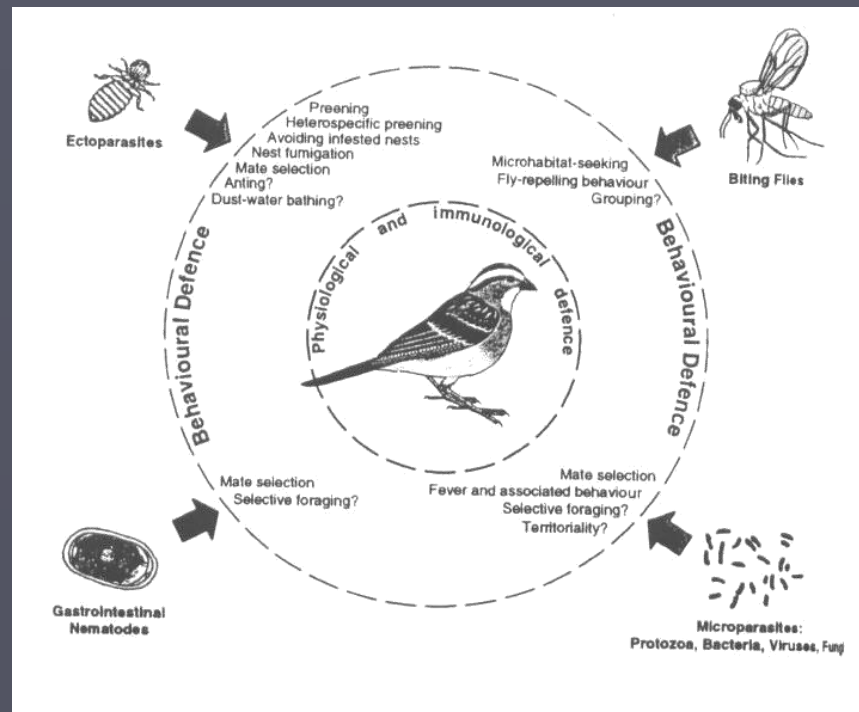 Ectoparasites
Preening
Heterospecific preening
Avoiding infested nests
Nest fumigation
Mate selection
Anting?
Dust-water bathing?
Microhabitat-seeking
Fly-repelling behaviour
Grouping?
Biting Flies
Behavioural Defence
Physiological and immunological defence
Behavioural Defence
Mate selection
Selective foraging?
Mate selection
Fever and associated behaviour
Selective foraging?
Territoriality?
Gastrointestinal
Nematodes
Microparasites:
Protozoa, Bacteria, Viruses, Fungi